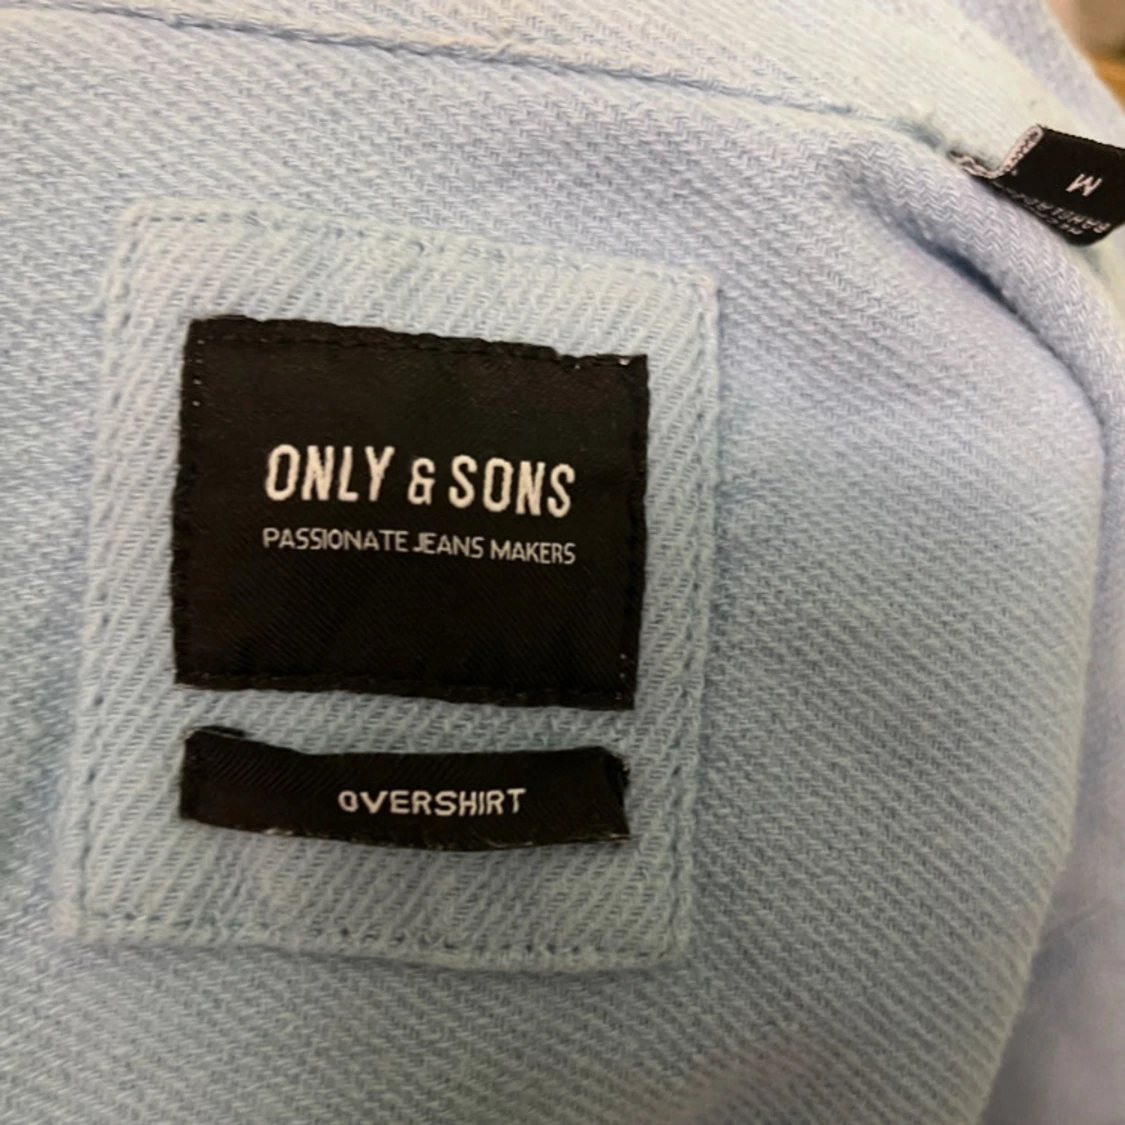 ONLY & SONS
PASSIONATE JEANS MAKERS
OVERSHIRT
M